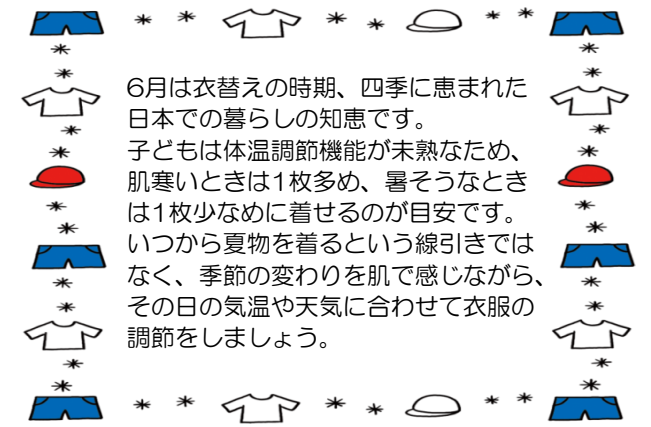 6月は衣替えの時期、四季に恵まれた
日本での暮らしの知恵です。
子どもは体温調節機能が未熟なため、
肌寒いときは1枚多め、暑そうなとき
は1枚少なめに着せるのが目安です。
いつから夏物を着るという線引きでは
なく、季節の変わりを肌で感じながら、
その日の気温や天気に合わせて衣服の
調節をしましょう。